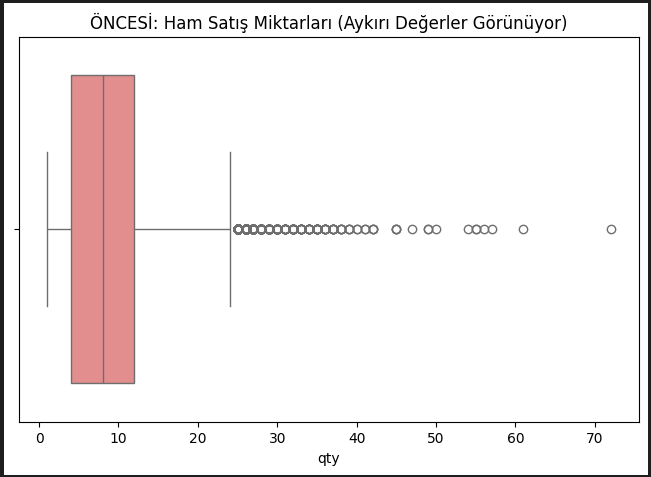 ÖNCESİ: Ham Satış Miktarları (Aykırı Değerler Görünüyor)
0 10 20 30 40 50 60 70
qty